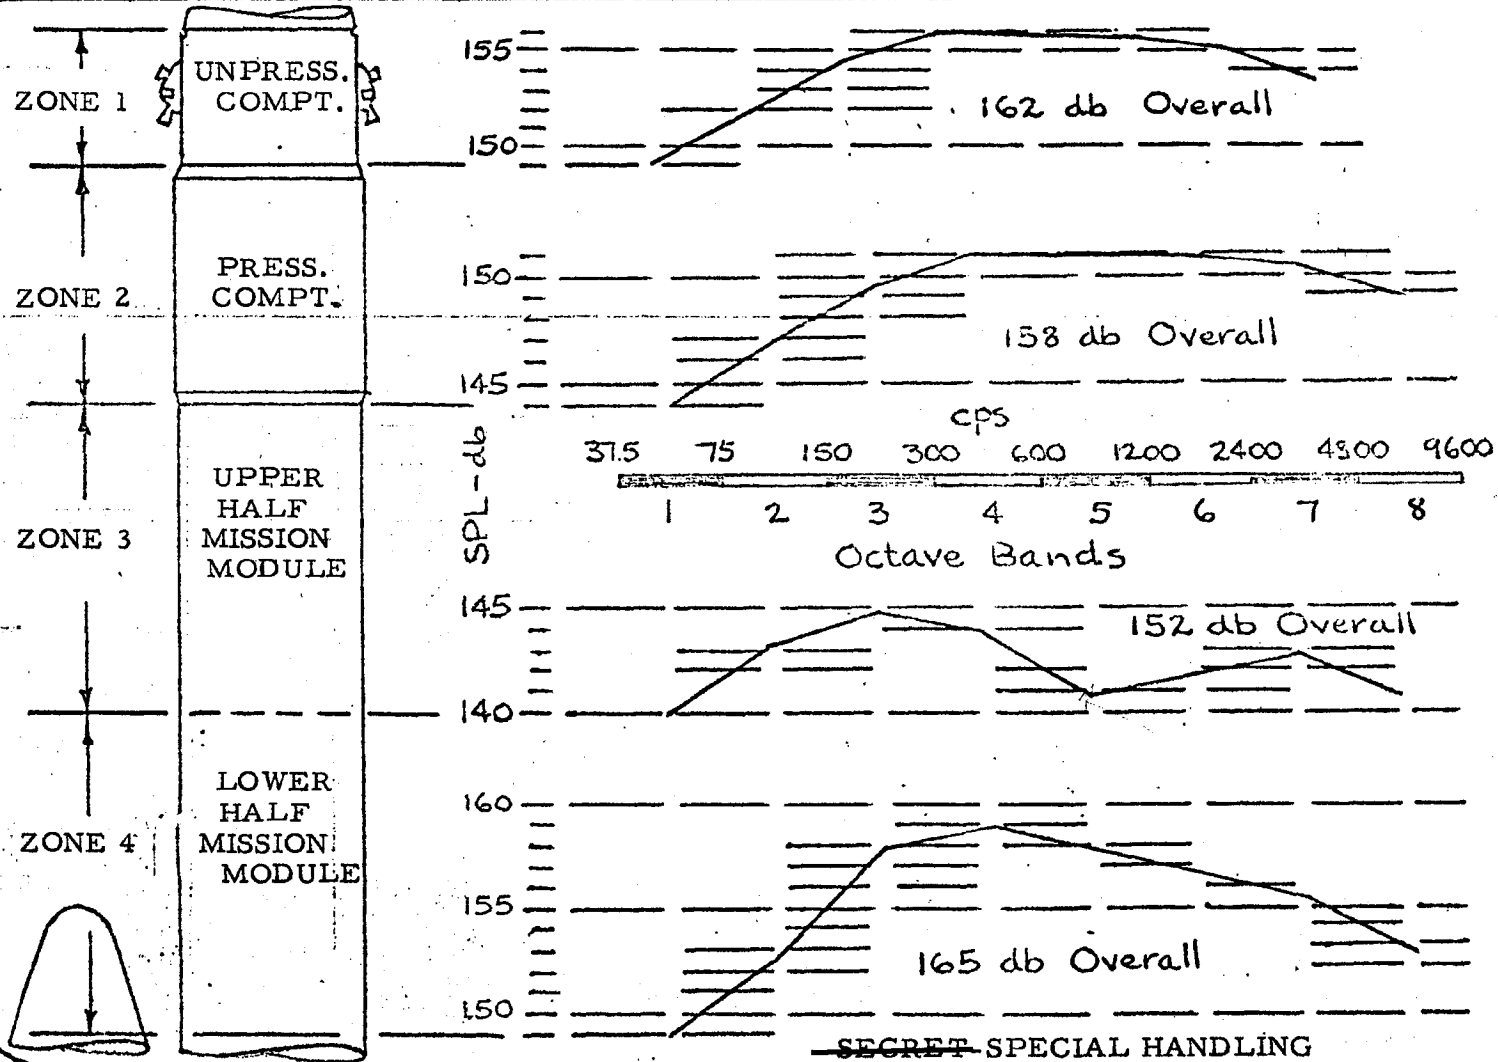 ZONE 1
UNPRESS.
COMPT.
155
150
162 db Overall
ZONE 2
PRESS.
COMPT.
150
145
158 db Overall
SPL-db
cps
37.5 75 150 300 600 1200 2400 4800 9600
1 2 3 4 5 6 7 8
Octave Bands
ZONE 3
UPPER
HALF
MISSION
MODULE
145
140
152 db Overall
ZONE 4
LOWER
HALF
MISSION
MODULE
160
155
150
165 db Overall
SECRET SPECIAL HANDLING